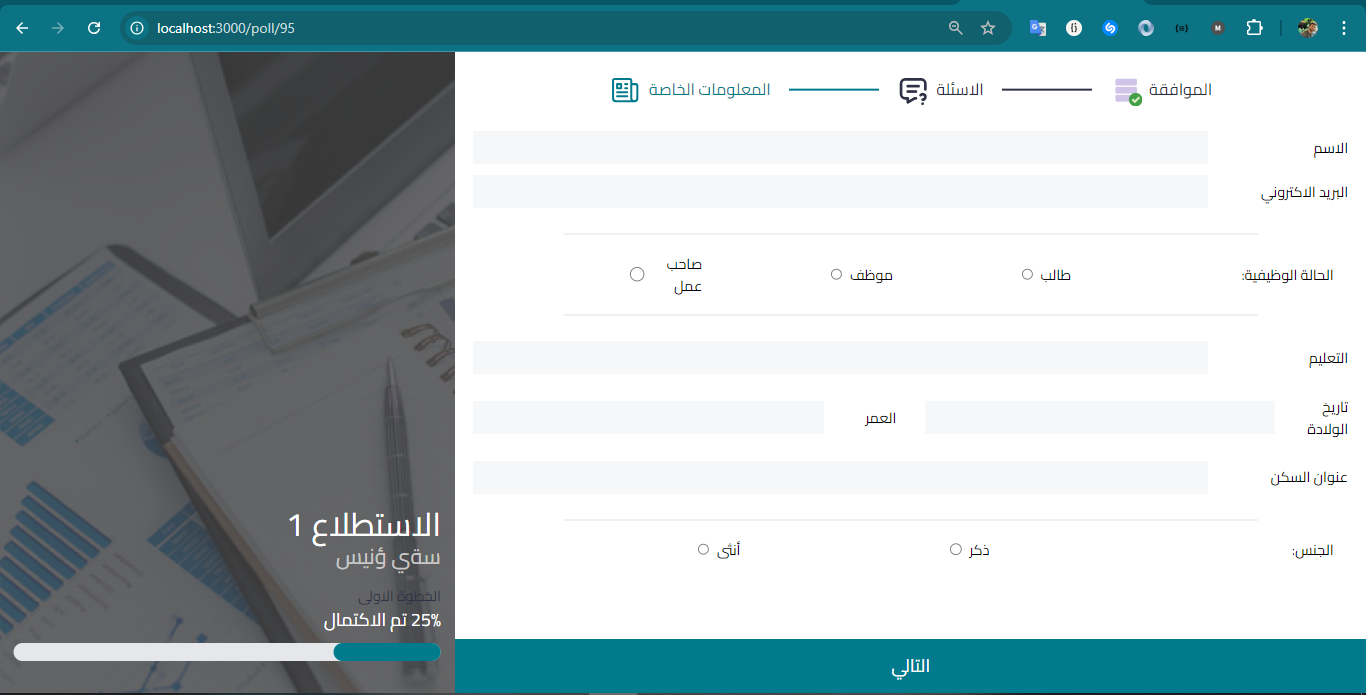 localhost:3000/poll/95
الموافقة
الاسئلة
المعلومات الخاصة
الاسم
البريد الاكتروني
الحالة الوظيفية:
طالب
موظف
صاحب
عمل
التعليم
تاريخ
الولادة
العمر
عنوان السكن
الجنس:
ذكر
أنثى
التالي
الاستطلاع 1
سةي ؤنيس
الخطوة الاولى
25% تم الاكتمال